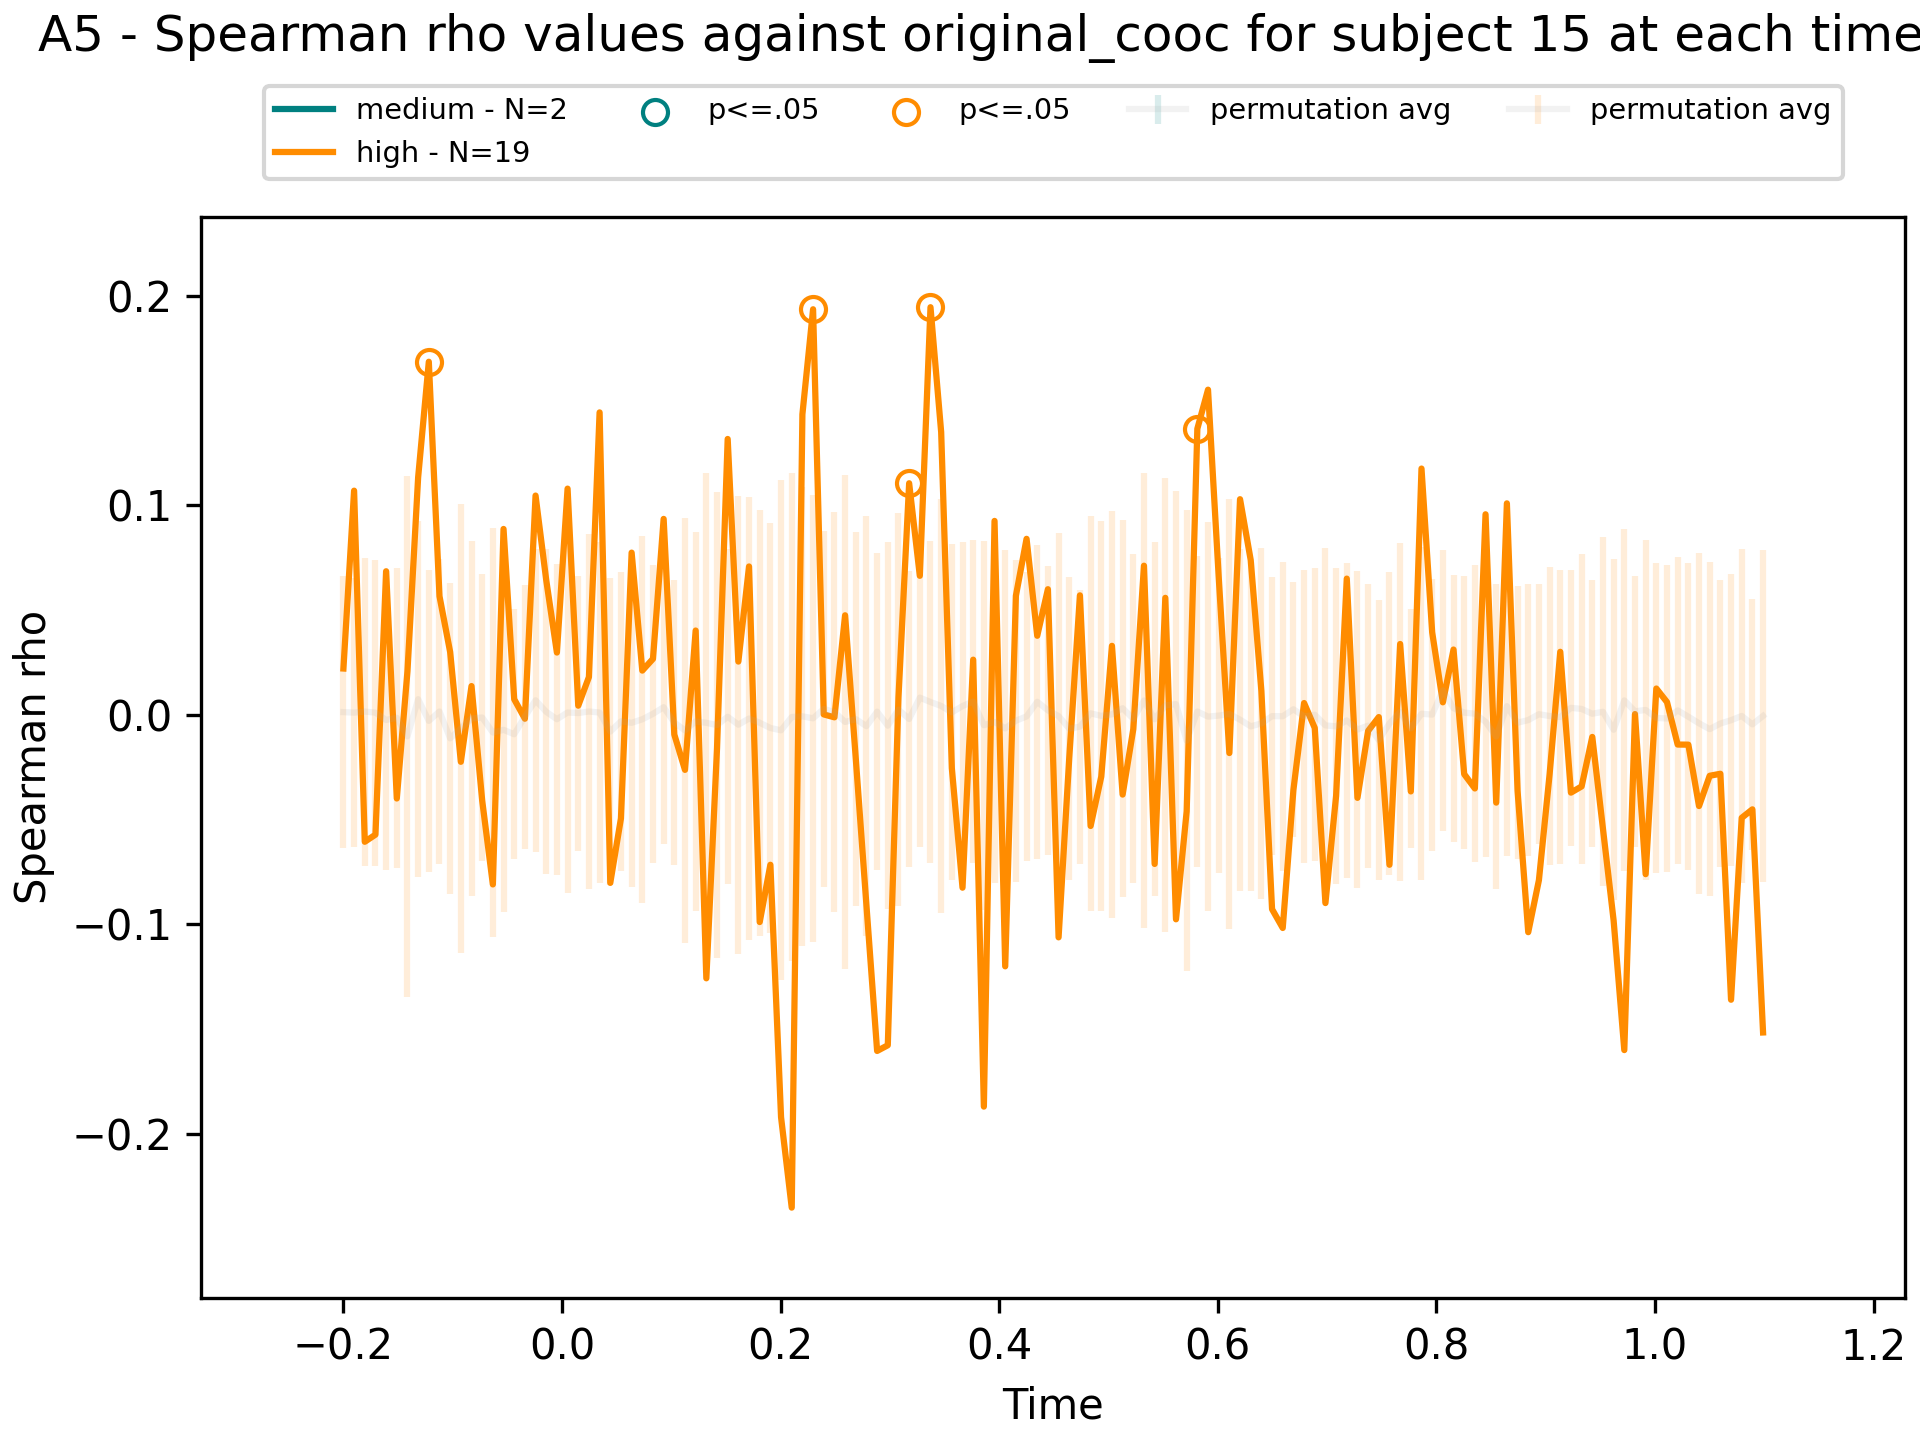 A5 - Spearman rho values against original_cooc for subject 15 at each time
medium - N=2
high - N=19
p<=.05
p<=.05
permutation avg
permutation avg
Spearman rho
0.2
0.1
0.0
−0.1
−0.2
−0.2 0.0 0.2 0.4 0.6 0.8 1.0 1.2
Time